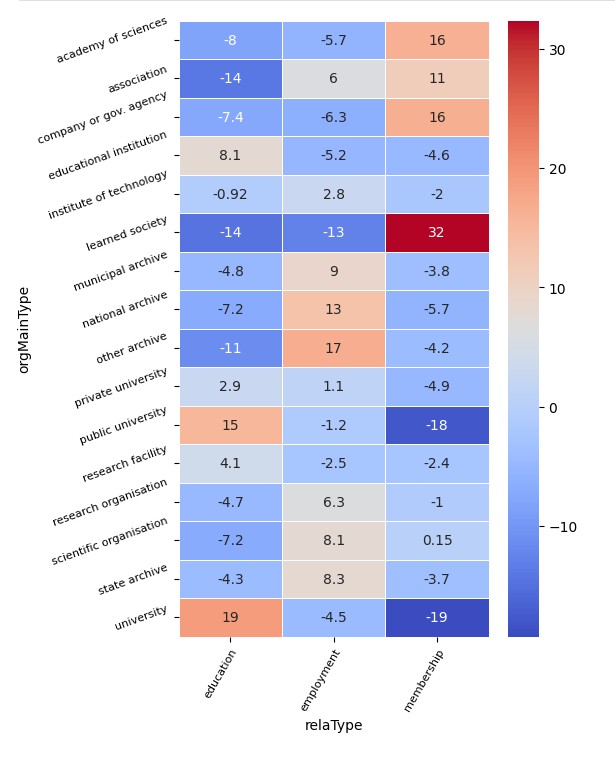 academy of sciences -8 -5.7 16
association -14 6 11
company or gov. agency -7.4 -6.3 16
educational institution 8.1 -5.2 -4.6
institute of technology -0.92 2.8 -2
learned society -14 -13 32
municipal archive -4.8 9 -3.8
national archive -7.2 13 -5.7
other archive -11 17 -4.2
private university 2.9 1.1 -4.9
public university 15 -1.2 -18
research facility 4.1 -2.5 -2.4
research organisation -4.7 6.3 -1
scientific organisation -7.2 8.1 0.15
state archive -4.3 8.3 -3.7
university 19 -4.5 -19
education employment membership
relaType
orgMainType
30
20
10
0
−10